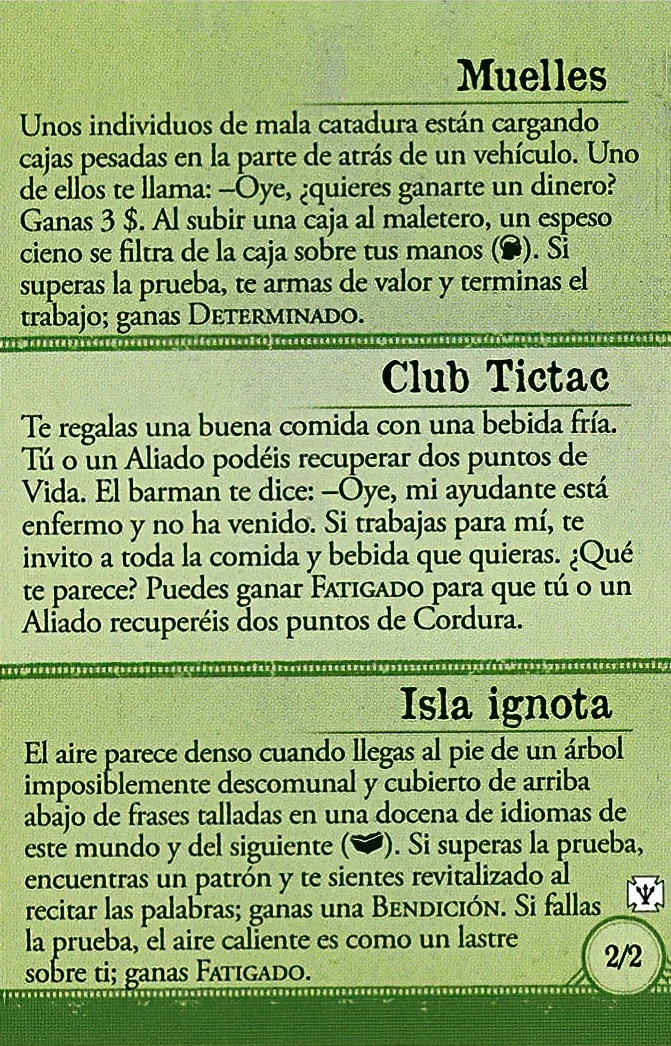 Muelles
Unos individuos de mala catadura están cargando
cajas pesadas en la parte de atrás de un vehículo. Uno
de ellos te llama: –Oye, ¿quieres ganarte un dinero?
Ganas 3 $. Al subir una caja al maletero, un espeso
cieno se filtra de la caja sobre tus manos (). Si
superas la prueba, te armas de valor y terminas el
trabajo; ganas DETERMINADO.
Club Tictac
Te regalas una buena comida con una bebida fría.
Tú o un Aliado podéis recuperar dos puntos de
Vida. El barman te dice: –Oye, mi ayudante está
enfermo y no ha venido. Si trabajas para mí, te
invito a toda la comida y bebida que quieras. ¿Qué
te parece? Puedes ganar FATIGADO para que tú o un
Aliado recuperéis dos puntos de Cordura.
Isla ignota
El aire parece denso cuando llegas al pie de un árbol
imposiblemente descomunal y cubierto de arriba
abajo de frases talladas en una docena de idiomas de
este mundo y del siguiente (). Si superas la prueba,
encuentras un patrón y te sientes revitalizado al
recitar las palabras; ganas una BENDICIÓN. Si fallas
la prueba, el aire caliente es como un lastre
sobre ti; ganas FATIGADO.
2/2